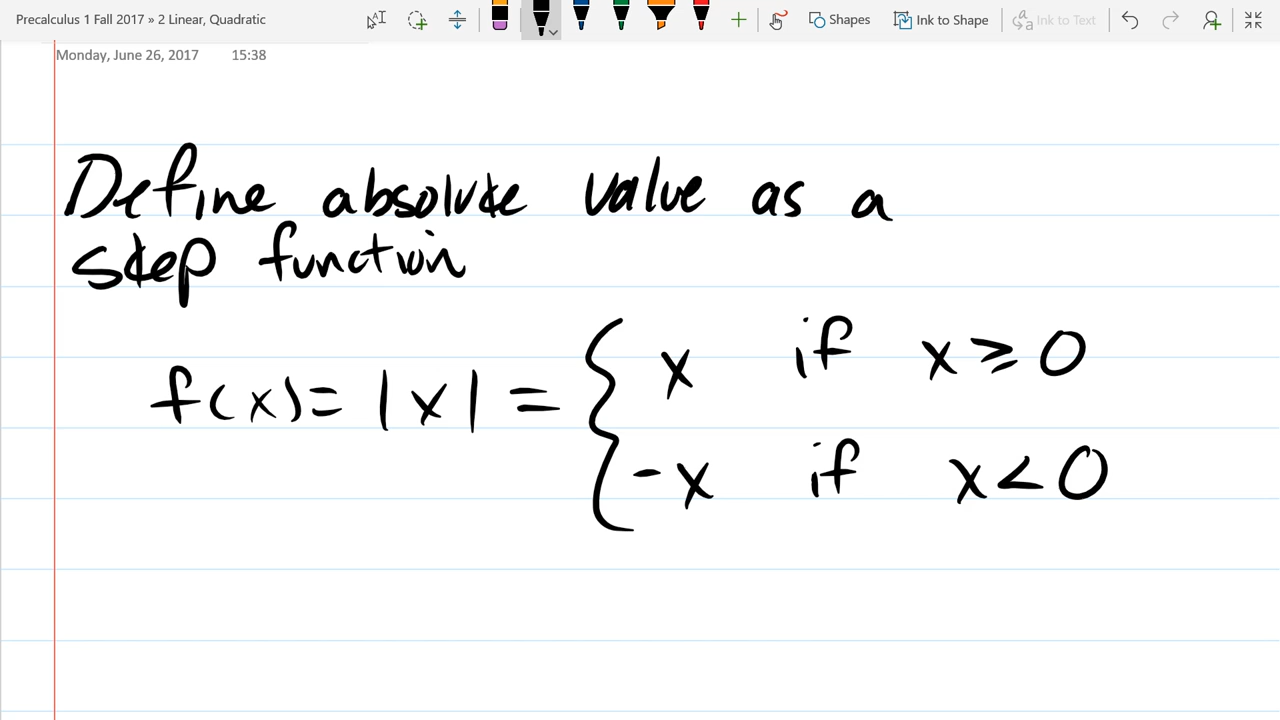 Precalculus 1 Fall 2017 » 2 Linear, Quadratic
Shapes
Ink to Shape
Ink to Text
Monday, June 26, 2017 15:38
Define absolute value as a
step function
f(x) = |x| = { x if x ≥ 0
-x if x < 0